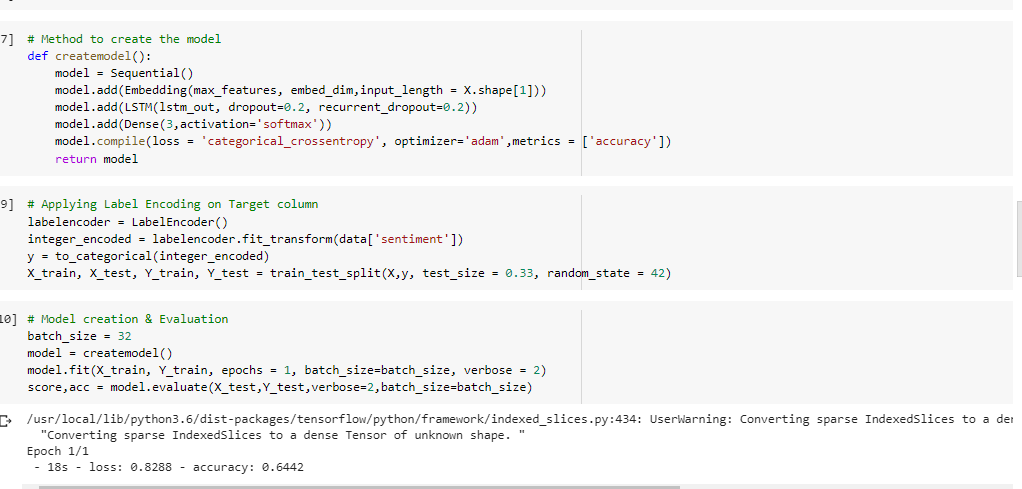 7] # Method to create the model
def createmodel():
    model = Sequential()
    model.add(Embedding(max_features, embed_dim,input_length = X.shape[1]))
    model.add(LSTM(lstm_out, dropout=0.2, recurrent_dropout=0.2))
    model.add(Dense(3,activation='softmax'))
    model.compile(loss = 'categorical_crossentropy', optimizer='adam',metrics = ['accuracy'])
    return model
9] # Applying Label Encoding on Target column
labelencoder = LabelEncoder()
integer_encoded = labelencoder.fit_transform(data['sentiment'])
y = to_categorical(integer_encoded)
X_train, X_test, Y_train, Y_test = train_test_split(X,y, test_size = 0.33, random_state = 42)
10] # Model creation & Evaluation
batch_size = 32
model = createmodel()
model.fit(X_train, Y_train, epochs = 1, batch_size=batch_size, verbose = 2)
score,acc = model.evaluate(X_test,Y_test,verbose=2,batch_size=batch_size)
/usr/local/lib/python3.6/dist-packages/tensorflow/python/framework/indexed_slices.py:434: UserWarning: Converting sparse IndexedSlices to a
  "Converting sparse IndexedSlices to a dense Tensor of unknown shape. "
Epoch 1/1
 - 18s - loss: 0.8288 - accuracy: 0.6442